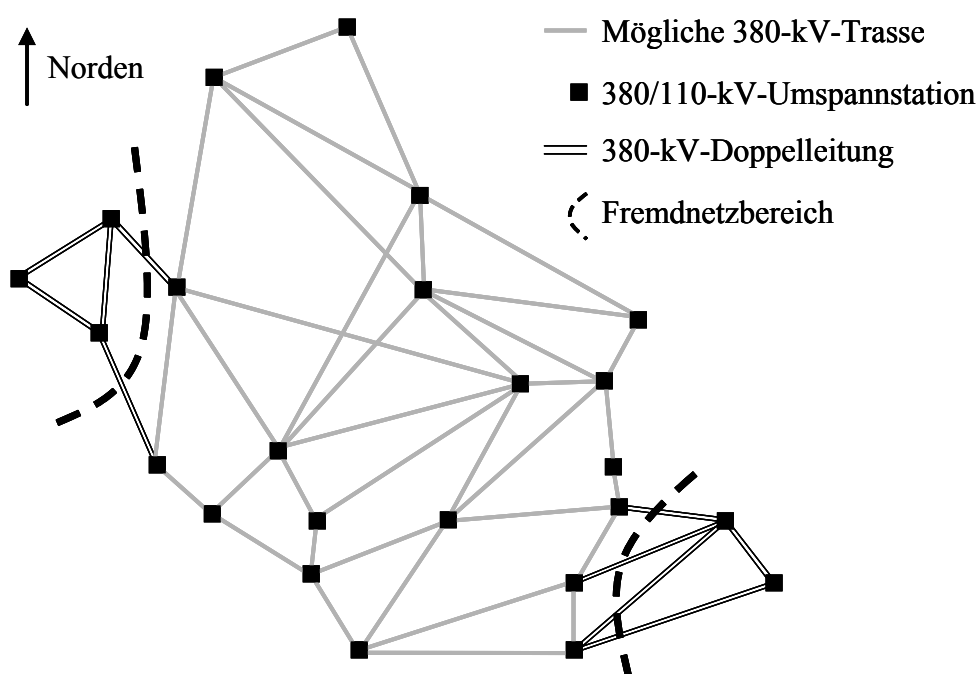 Norden
Mögliche 380-kV-Trasse
380/110-kV-Umspannstation
380-kV-Doppelleitung
Fremdnetzbereich